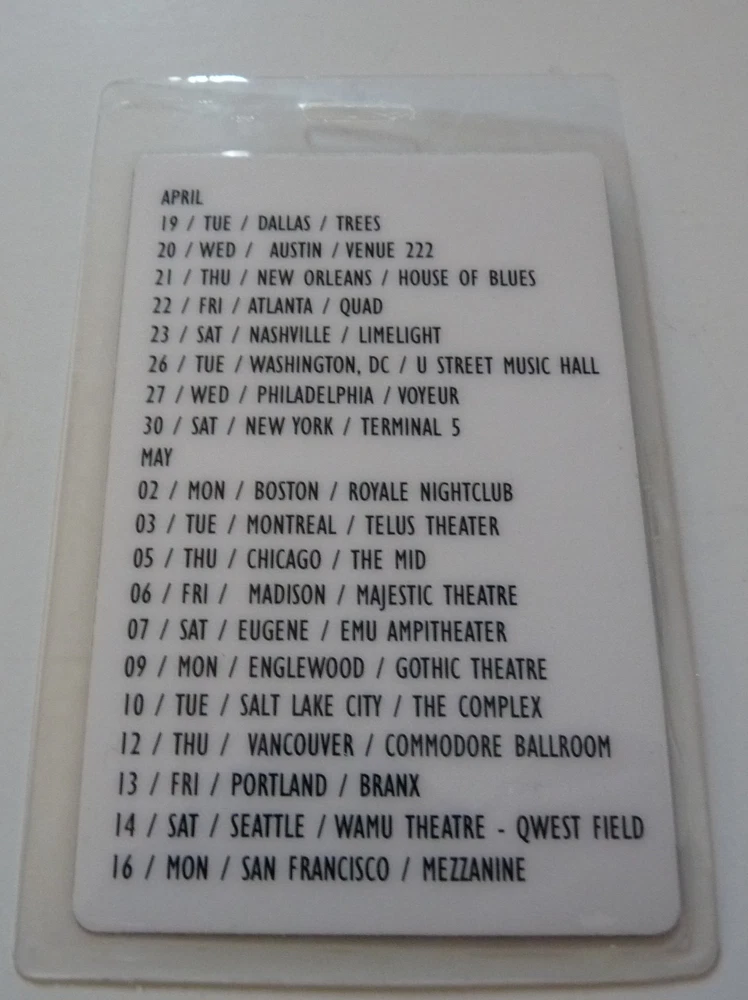 APRIL
19 / TUE / DALLAS / TREES
20 / WED / AUSTIN / VENUE 222
21 / THU / NEW ORLEANS / HOUSE OF BLUES
22 / FRI / ATLANTA / QUAD
23 / SAT / NASHVILLE / LIMELIGHT
26 / TUE / WASHINGTON, DC / U STREET MUSIC HALL
27 / WED / PHILADELPHIA / VOYEUR
30 / SAT / NEW YORK / TERMINAL 5
MAY
02 / MON / BOSTON / ROYALE NIGHTCLUB
03 / TUE / MONTREAL / TELUS THEATER
05 / THU / CHICAGO / THE MID
06 / FRI / MADISON / MAJESTIC THEATRE
07 / SAT / EUGENE / EMU AMPITHEATER
09 / MON / ENGLEWOOD / GOTHIC THEATRE
10 / TUE / SALT LAKE CITY / THE COMPLEX
12 / THU / VANCOUVER / COMMODORE BALLROOM
13 / FRI / PORTLAND / BRANX
14 / SAT / SEATTLE / WAMU THEATRE - QWEST FIELD
16 / MON / SAN FRANCISCO / MEZZANINE